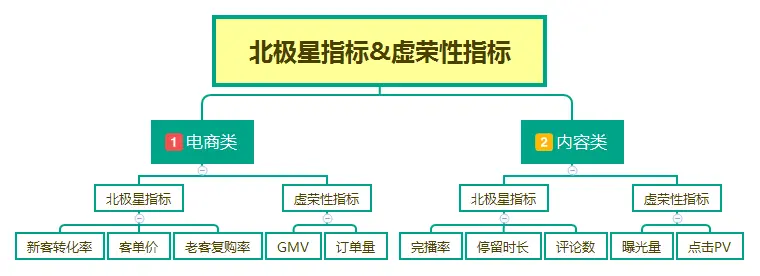 北极星指标&虚荣性指标
1 电商类
2 内容类
北极星指标
虚荣性指标
北极星指标
虚荣性指标
新客转化率
客单价
老客复购率
GMV
订单量
完播率
停留时长
评论数
曝光量
点击PV